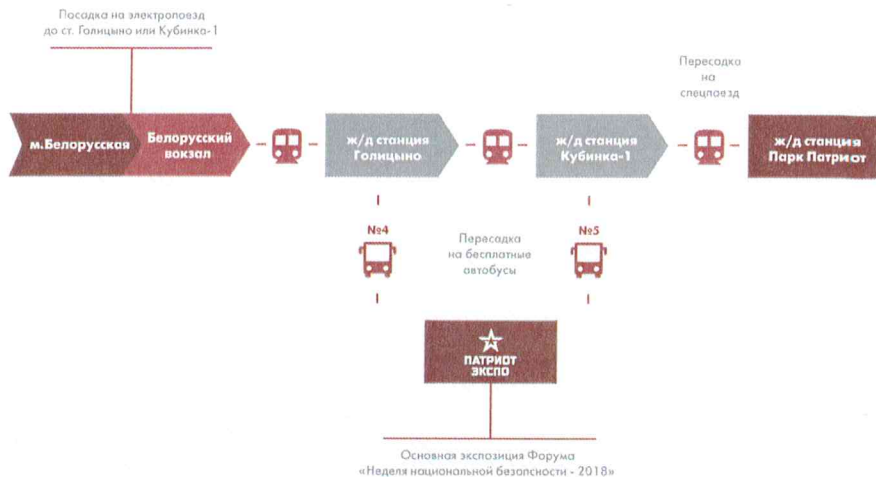 Посадка на электропоезд
до ст. Голицыно или Кубинка-1
Пересадка
на
спецпоезд
м.Белорусская
Белорусский
вокзал
ж/д станция
Голицыно
ж/д станция
Кубинка-1
ж/д станция
Парк Патриот
№4
Пересадка
на бесплатные
автобусы
№5
ПАТРИОТ
ЭКСПО
Основная экспозиция Форума
«Неделя национальной безопасности - 2018»